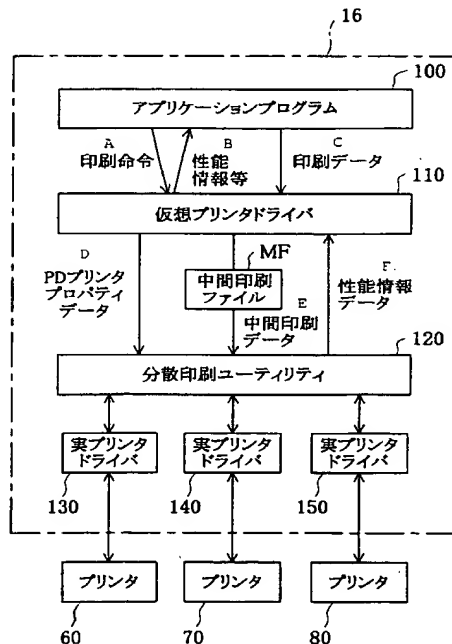 16
100
アプリケーションプログラム
A
印刷命令
B
性能
情報等
C
印刷データ
110
仮想プリンタドライバ
D
PDプリンタ
プロパティ
データ
MF
中間印刷
ファイル
E
中間印刷
データ
F.
性能情報
データ
120
分散印刷ユーティリティ
実プリンタ
ドライバ
実プリンタ
ドライバ
実プリンタ
ドライバ
130
140
150
プリンタ
プリンタ
プリンタ
60
70
80